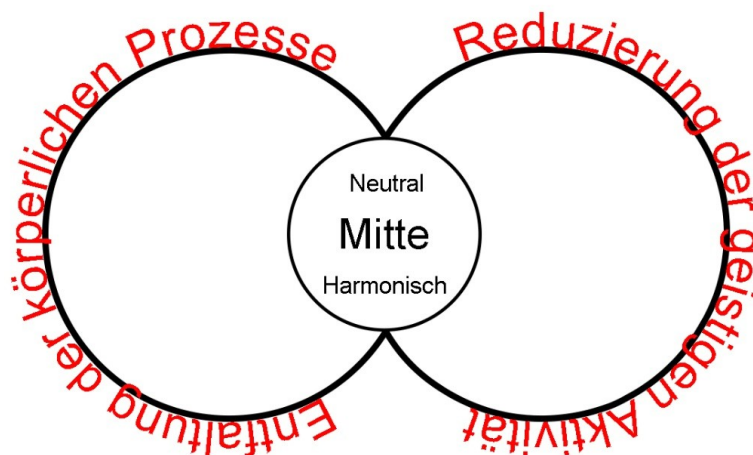 Entfaltung der körperlichen Prozesse
Reduzierung der geistigen Aktivität
Neutral
Mitte
Harmonisch